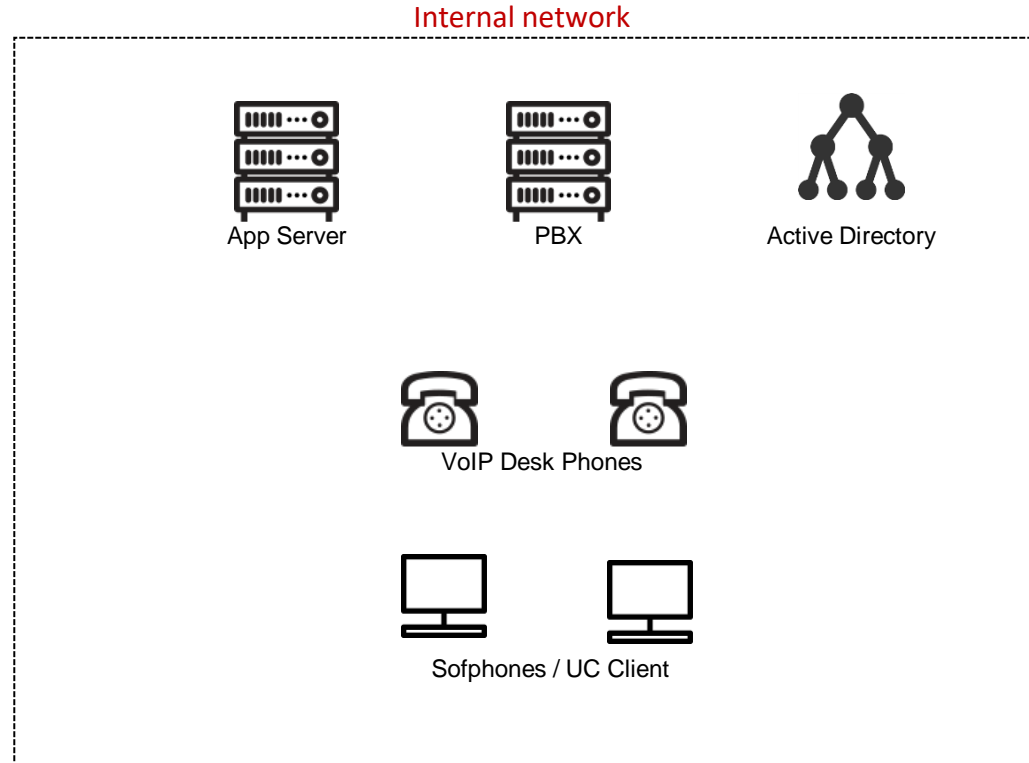 Internal network
App Server
PBX
Active Directory
VoIP Desk Phones
Sofphones / UC Client